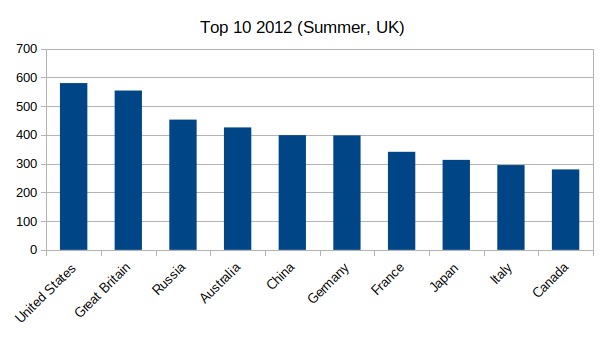 Top 10 2012 (Summer, UK)
700
600
500
400
300
200
100
0
United States
Great Britain
Russia
Australia
China
Germany
France
Japan
Italy
Canada